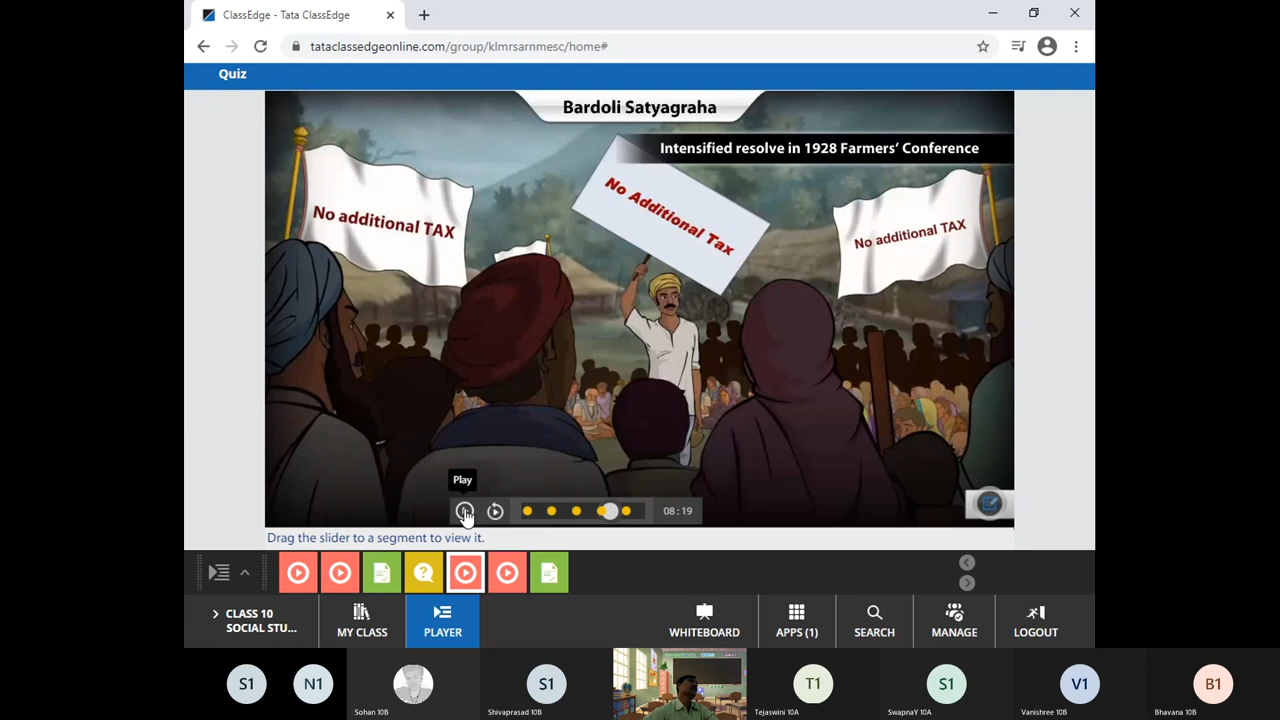 ClassEdge - Tata ClassEdge
tataclassedgeonline.com/group/klmrsarnmesc/home#
Quiz
Bardoli Satyagraha
Intensified resolve in 1928 Farmers' Conference
No additional TAX
No Additional Tax
No additional TAX
Play
08:19
Drag the slider to a segment to view it.
CLASS 10
SOCIAL STU...
MY CLASS
PLAYER
WHITEBOARD
APPS (1)
SEARCH
MANAGE
LOGOUT
S1
N1
S1
T1
S1
V1
B1
Sohan 10B
Shivaprasad 10B
Tejaswini 10A
SwapnaY 10A
Vanishree 10B
Bhavana 10B